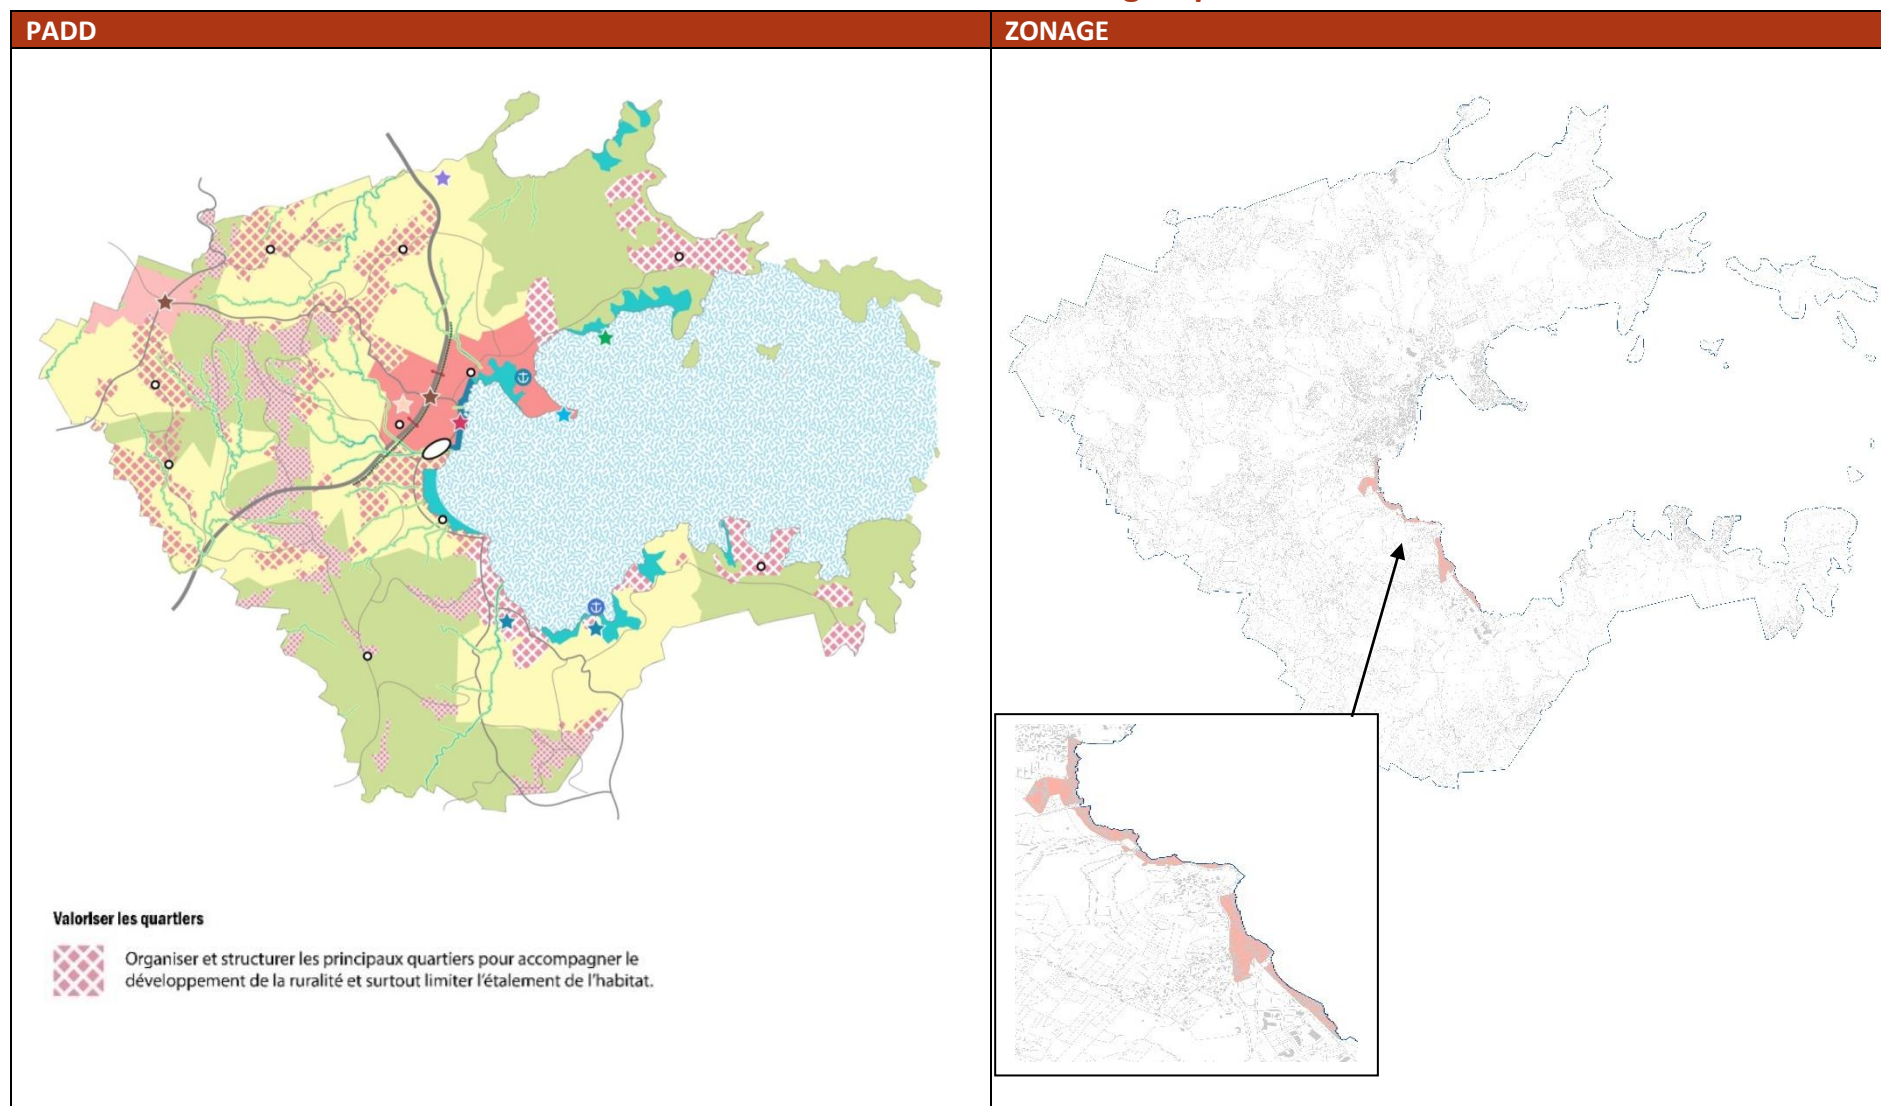 PADD
ZONAGE
Valoriser les quartiers
Organiser et structurer les principaux quartiers pour accompagner le
développement de la ruralité et surtout limiter l'étalement de l'habitat.